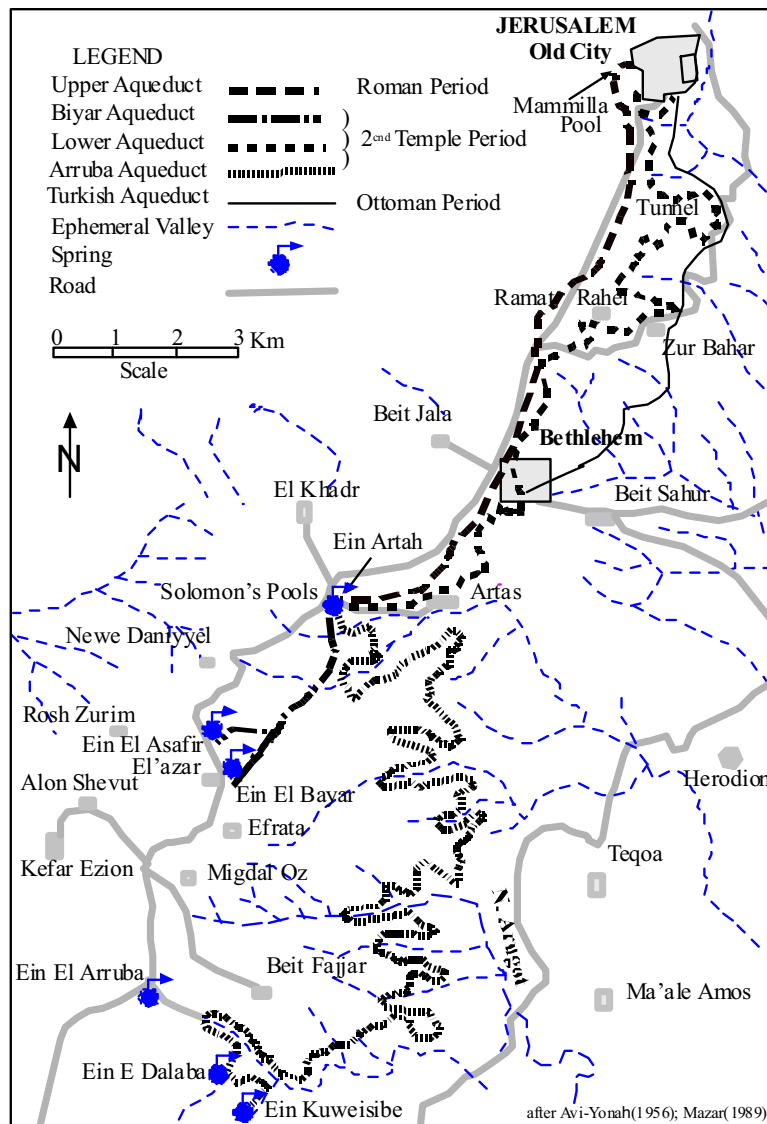 JERUSALEM
Old City
LEGEND
Upper Aqueduct
Roman Period
Biyar Aqueduct
Mammilla
Pool
Lower Aqueduct
2end Temple Period
Arruba Aqueduct
Turkish Aqueduct
Ottoman Period
Tunnel
Ephemeral Valley
Spring
Road
Ramat Rahel
0 1 2 3 Km
Scale
Zur Bahar
Beit Jala
N
Bethlehem
El Khadr
Beit Sahur
Ein Artah
Solomon's Pools
Artas
Newe Daniyyel
Rosh Zurim
Ein El Asafir
El'azar
Herodion
Alon Shevut
Ein El Bayar
Efrata
Teqoa
Kefar Ezion
Migdal Oz
N. Arugot
Ein El Arruba
Beit Fajjar
Ma'ale Amos
Ein E Dalaba
Ein Kuweisibe
after Avi-Yonah(1956); Mazar(1989)